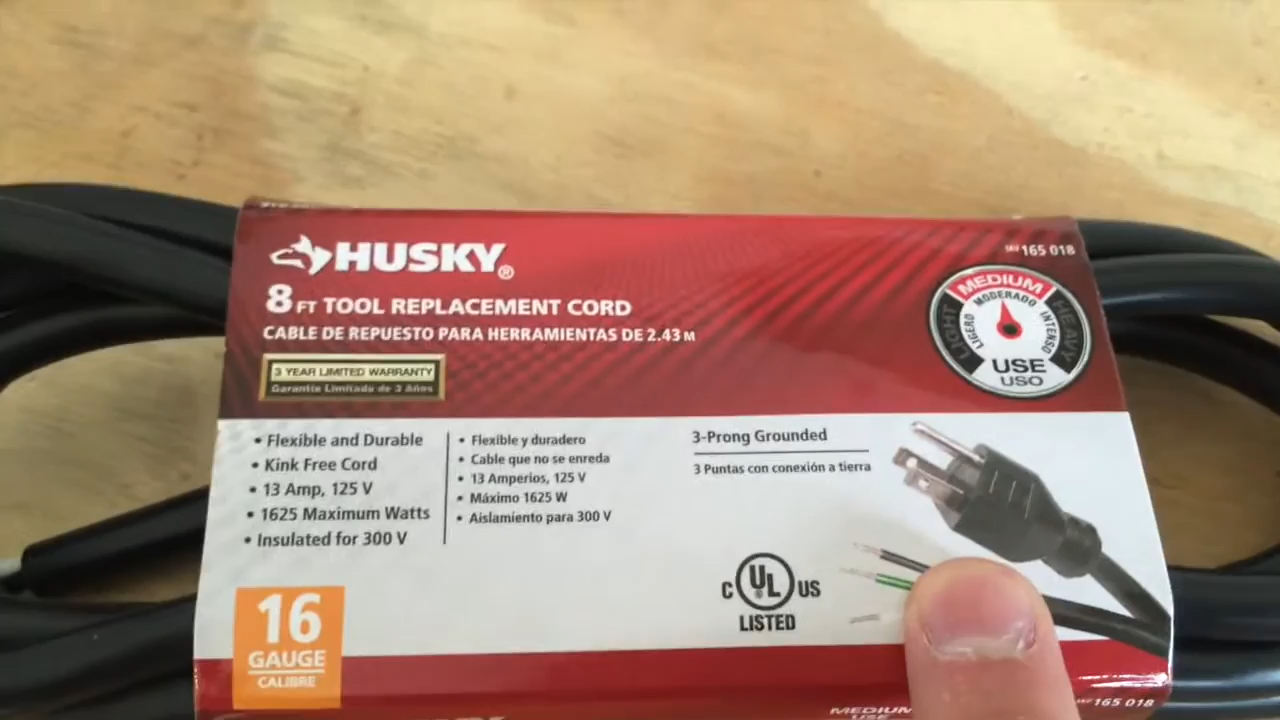 HUSKY®
8 FT TOOL REPLACEMENT CORD
CABLE DE REPUESTO PARA HERRAMIENTAS DE 2.43 M
3 YEAR LIMITED WARRANTY
Garantía Limitada de 3 Años
165 018
MEDIUM
MODERADO
LIGHT
LIGERO
INTENSO
HEAVY
USE
USO
• Flexible and Durable
• Kink Free Cord
• 13 Amp, 125 V
• 1625 Maximum Watts
• Insulated for 300 V
• Flexible y duradero
• Cable que no se enreda
• 13 Amperios, 125 V
• Máximo 1625 W
• Aislamiento para 300 V
3-Prong Grounded
3 Puntas con conexión a tierra
C UL US
LISTED
16
GAUGE
CALIBRE
165 018
MEDIUM
USE